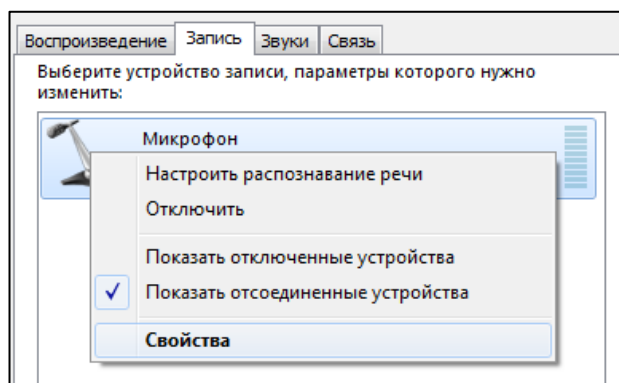 Воспроизведение Запись Звуки Связь
Выберите устройство записи, параметры которого нужно
изменить:
Микрофон
Настроить распознавание речи
Отключить
Показать отключенные устройства
Показать отсоединенные устройства
Свойства